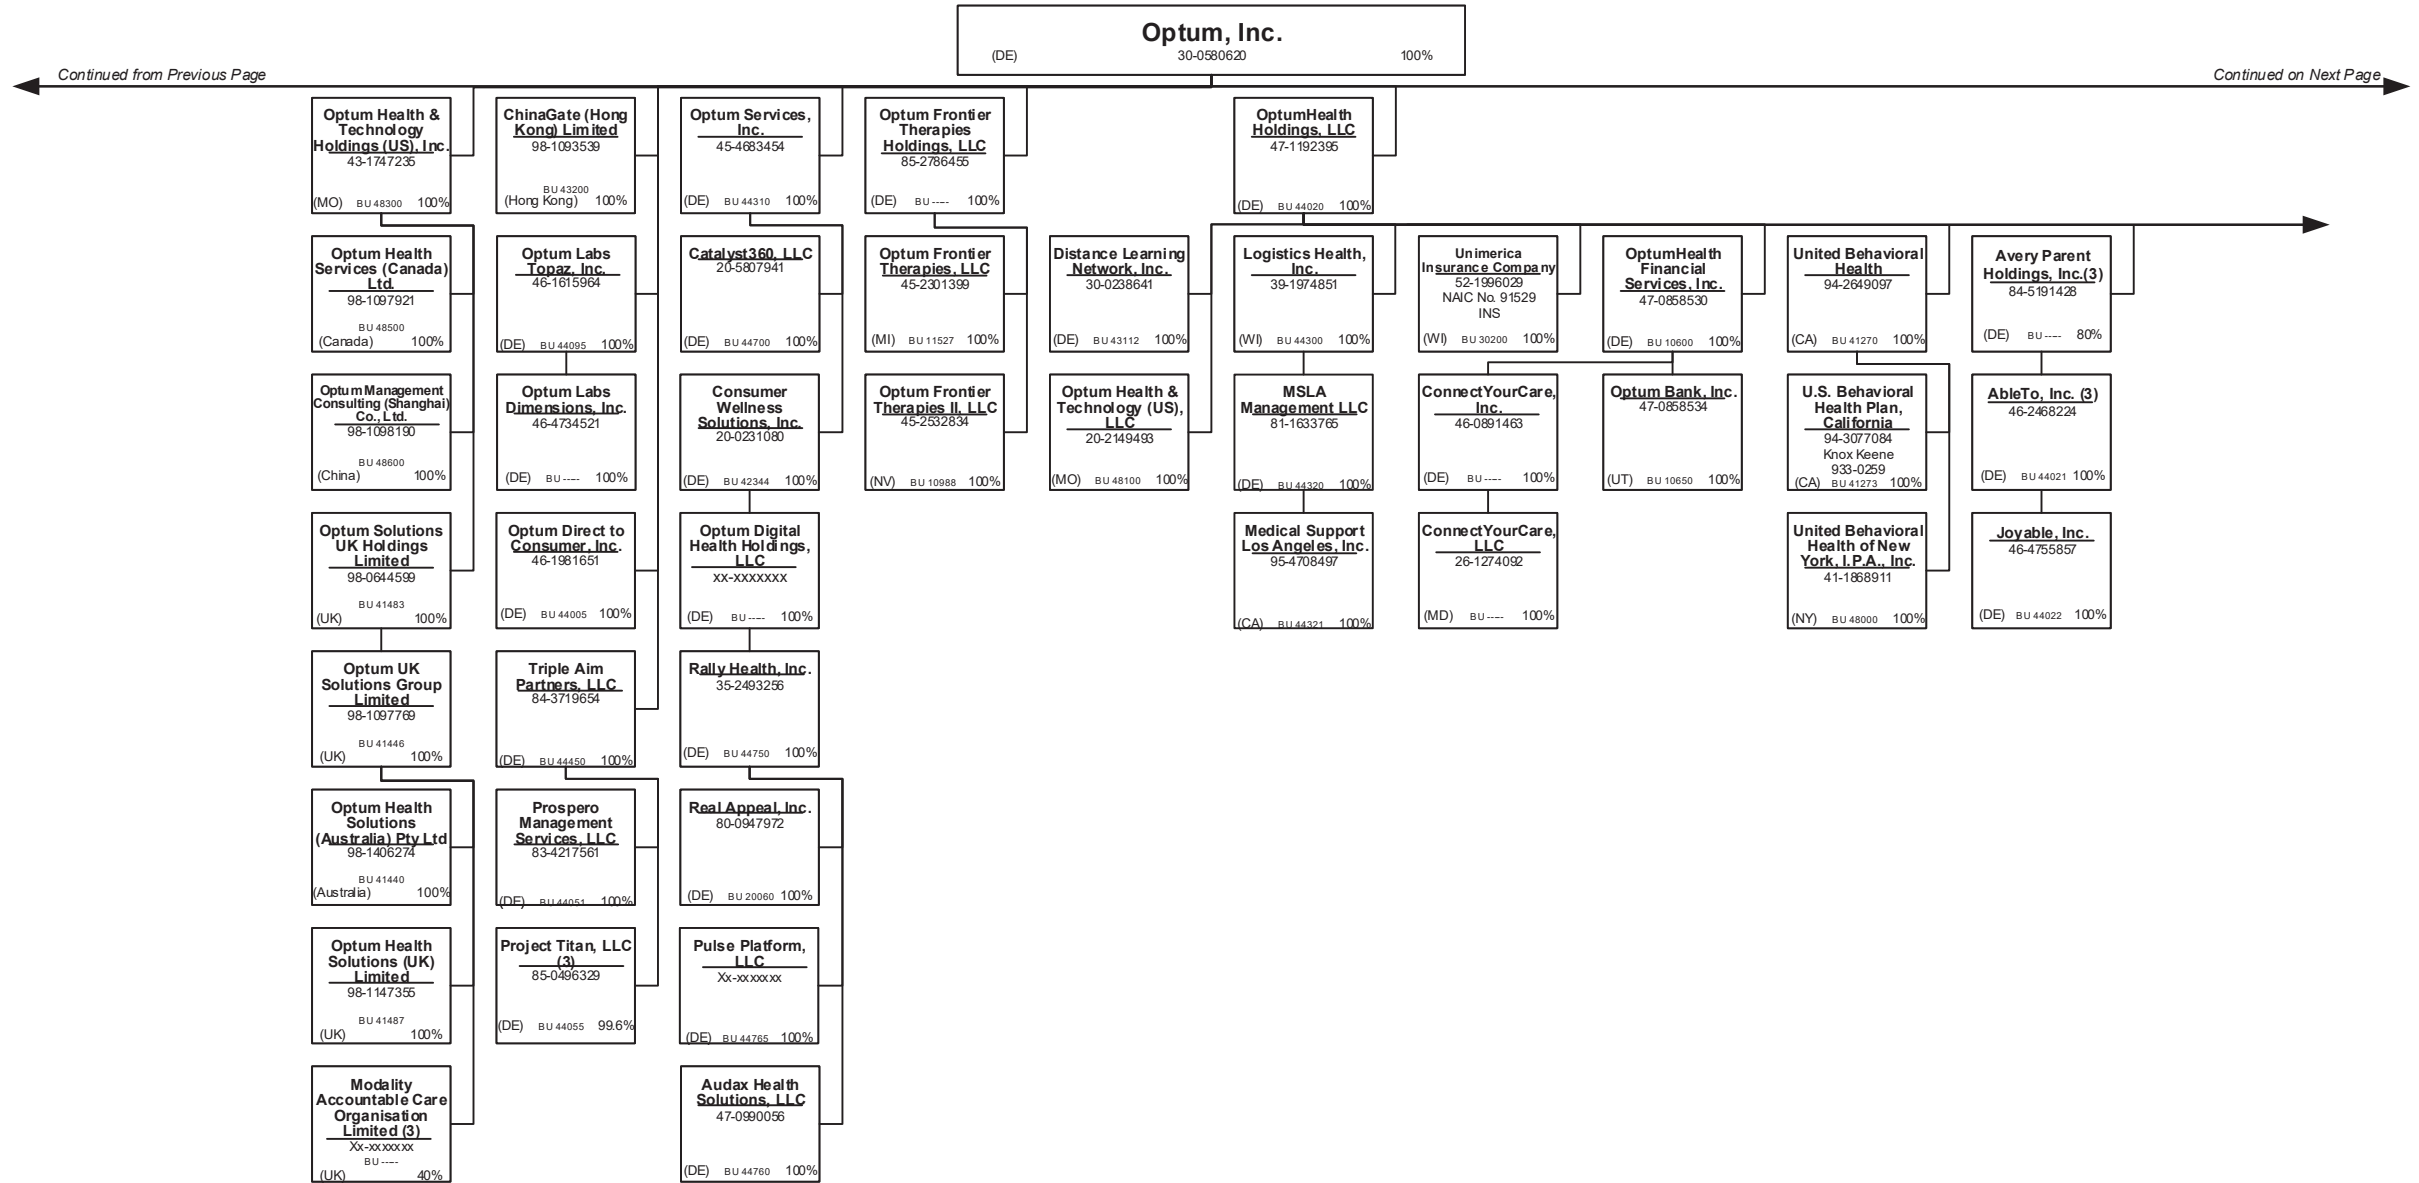 Optum, Inc.
(DE) 30-0580620 100%
Continued from Previous Page
Continued on Next Page
Optum Health &
Technology
Holdings (US), Inc.
43-1747235
(MO) BU 48300 100%
ChinaGate (Hong
Kong) Limited
98-1093539
BU 43200
(Hong Kong) 100%
Optum Services,
Inc.
45-4683454
(DE) BU 44310 100%
Optum Frontier
Therapies
Holdings, LLC
85-2786455
(DE) BU ----- 100%
OptumHealth
Holdings, LLC
47-1192395
(DE) BU 44020 100%
Optum Health
Services (Canada)
Ltd.
98-1097921
BU 48500
(Canada) 100%
Optum Labs
Topaz, Inc.
46-1615964
(DE) BU 44095 100%
Catalyst360, LLC
20-5807941
(DE) BU 44700 100%
Optum Frontier
Therapies, LLC
45-2301399
(MI) BU 11527 100%
Distance Learning
Network, Inc.
30-0238641
(DE) BU 43112 100%
Logistics Health,
Inc.
39-1974851
(WI) BU 44300 100%
Unimerica
Insurance Company
52-1996029
NAIC No. 91529
INS
(WI) BU 30200 100%
OptumHealth
Financial
Services, Inc.
47-0858530
(DE) BU 10600 100%
United Behavioral
Health
94-2649097
(CA) BU 41270 100%
Avery Parent
Holdings, Inc.(3)
84-5191428
(DE) BU ----- 80%
Optum Management
Consulting (Shanghai)
Co., Ltd.
98-1098190
BU 48600
(China) 100%
Optum Labs
Dimensions, Inc.
46-4734521
(DE) BU ----- 100%
Consumer
Wellness
Solutions, Inc.
20-0231080
(DE) BU 42344 100%
Optum Frontier
Therapies II, LLC
45-2532834
(NV) BU 10988 100%
Optum Health &
Technology (US),
LLC
20-2149493
(MO) BU 48100 100%
MSLA
Management LLC
81-1633765
(DE) BU 44320 100%
ConnectYourCare,
Inc.
46-0891463
(DE) BU ----- 100%
Optum Bank, Inc.
47-0858534
(UT) BU 10650 100%
U.S. Behavioral
Health Plan,
California
94-3077084
Knox Keene
933-0259
(CA) BU 41273 100%
AbleTo, Inc. (3)
46-2468224
(DE) BU 44021 100%
Optum Solutions
UK Holdings
Limited
98-0644599
BU 41483
(UK) 100%
Optum Direct to
Consumer, Inc.
46-1981651
(DE) BU 44005 100%
Optum Digital
Health Holdings,
LLC
xx-xxxxxxx
(DE) BU ----- 100%
Medical Support
Los Angeles, Inc.
95-4708497
(CA) BU 44321 100%
ConnectYourCare,
LLC
26-1274092
(MD) BU ----- 100%
United Behavioral
Health of New
York, I.P.A., Inc.
41-1868911
(NY) BU 48000 100%
Joyable, Inc.
46-4755857
(DE) BU 44022 100%
Optum UK
Solutions Group
Limited
98-1097769
BU 41446
(UK) 100%
Triple Aim
Partners, LLC
84-3719654
(DE) BU 44450 100%
Rally Health, Inc.
35-2493256
(DE) BU 44750 100%
Optum Health
Solutions
(Australia) Pty Ltd
98-1406274
BU 41440
(Australia) 100%
Prospero
Management
Services, LLC
83-4217561
(DE) BU 44051 100%
Real Appeal, Inc.
80-0947972
(DE) BU 20060 100%
Optum Health
Solutions (UK)
Limited
98-1147355
BU 41487
(UK) 100%
Project Titan, LLC
(3)
85-0496329
(DE) BU 44055 99.6%
Pulse Platform,
LLC
Xx-xxxxxxx
(DE) BU 44765 100%
Modality
Accountable Care
Organisation
Limited (3)
Xx-xxxxxxx
BU -----
(UK) 40%
Audax Health
Solutions, LLC
47-0990056
(DE) BU 44760 100%